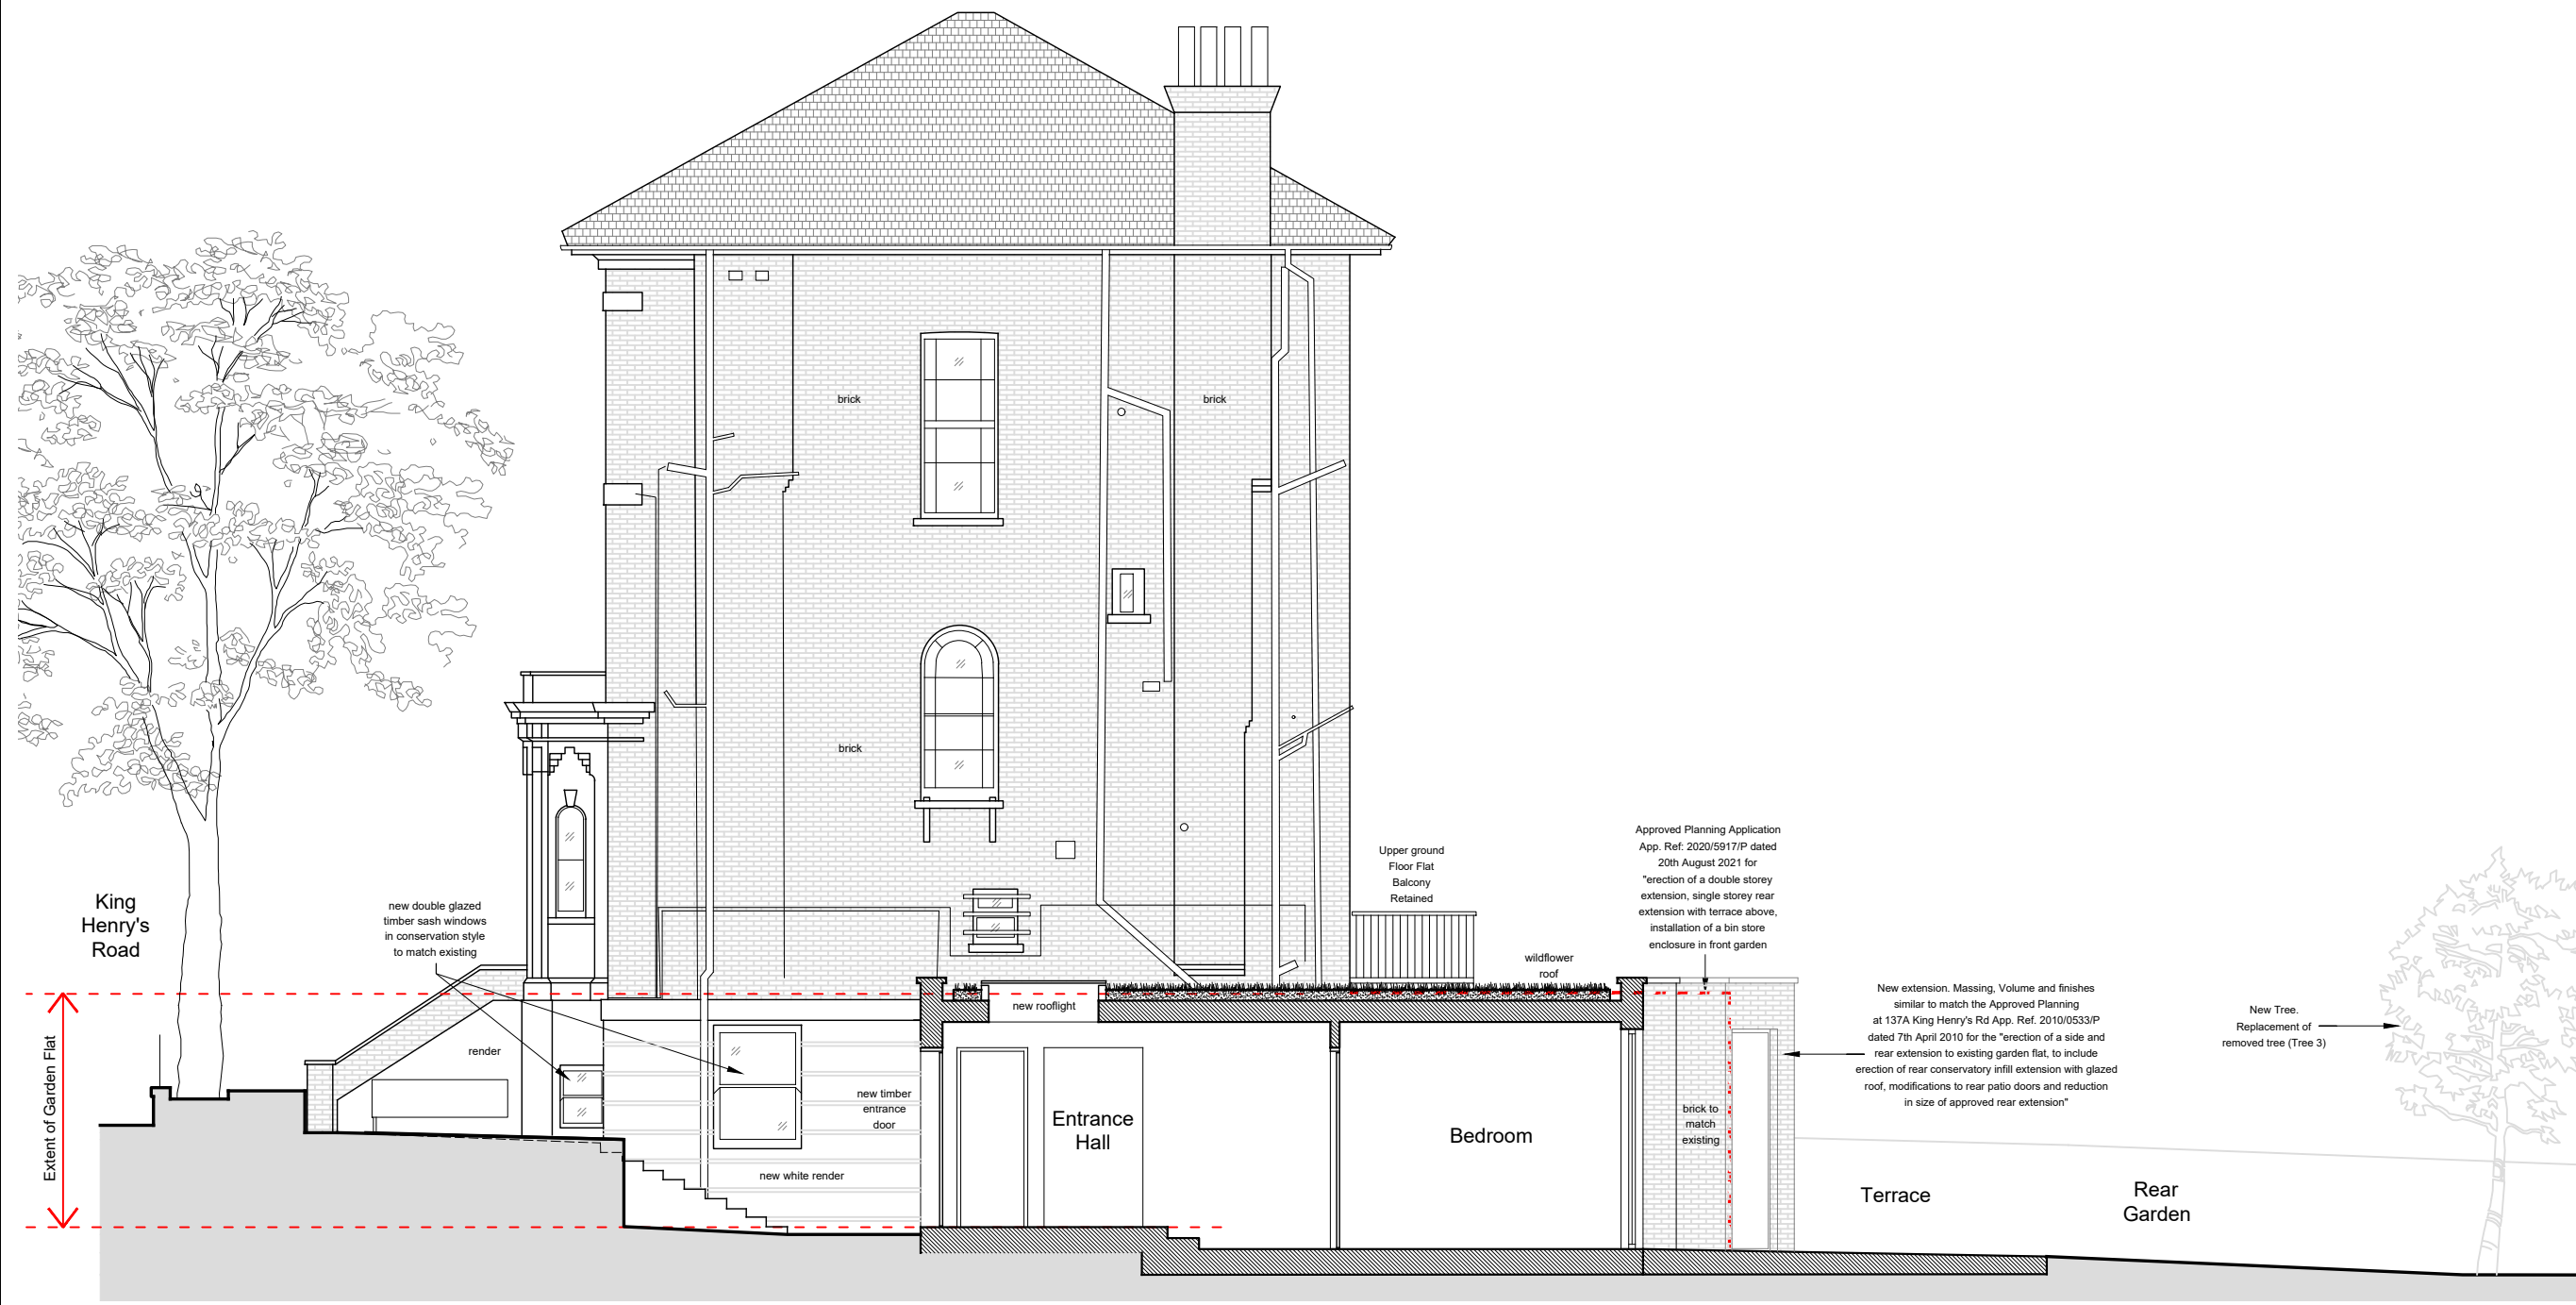 brick
brick
brick
King
Henry's
Road
new double glazed
timber sash windows
in conservation style
to match existing
Upper ground
Floor Flat
Balcony
Retained
Approved Planning Application
App. Ref: 2020/5917/P dated
20th August 2021 for
"erection of a double storey
extension, single storey rear
extension with terrace above,
installation of a bin store
enclosure in front garden
wildflower
roof
New extension. Massing, Volume and finishes
similar to match the Approved Planning
at 137A King Henry's Rd App. Ref. 2010/0533/P
dated 7th April 2010 for the "erection of a side and
rear extension to existing garden flat, to include
erection of rear conservatory infill extension with glazed
roof, modifications to rear patio doors and reduction
in size of approved rear extension"
New Tree.
Replacement of
removed tree (Tree 3)
Extent of Garden Flat
render
new rooflight
new timber
entrance
door
Entrance
Hall
Bedroom
brick to
match
existing
new white render
Terrace
Rear
Garden